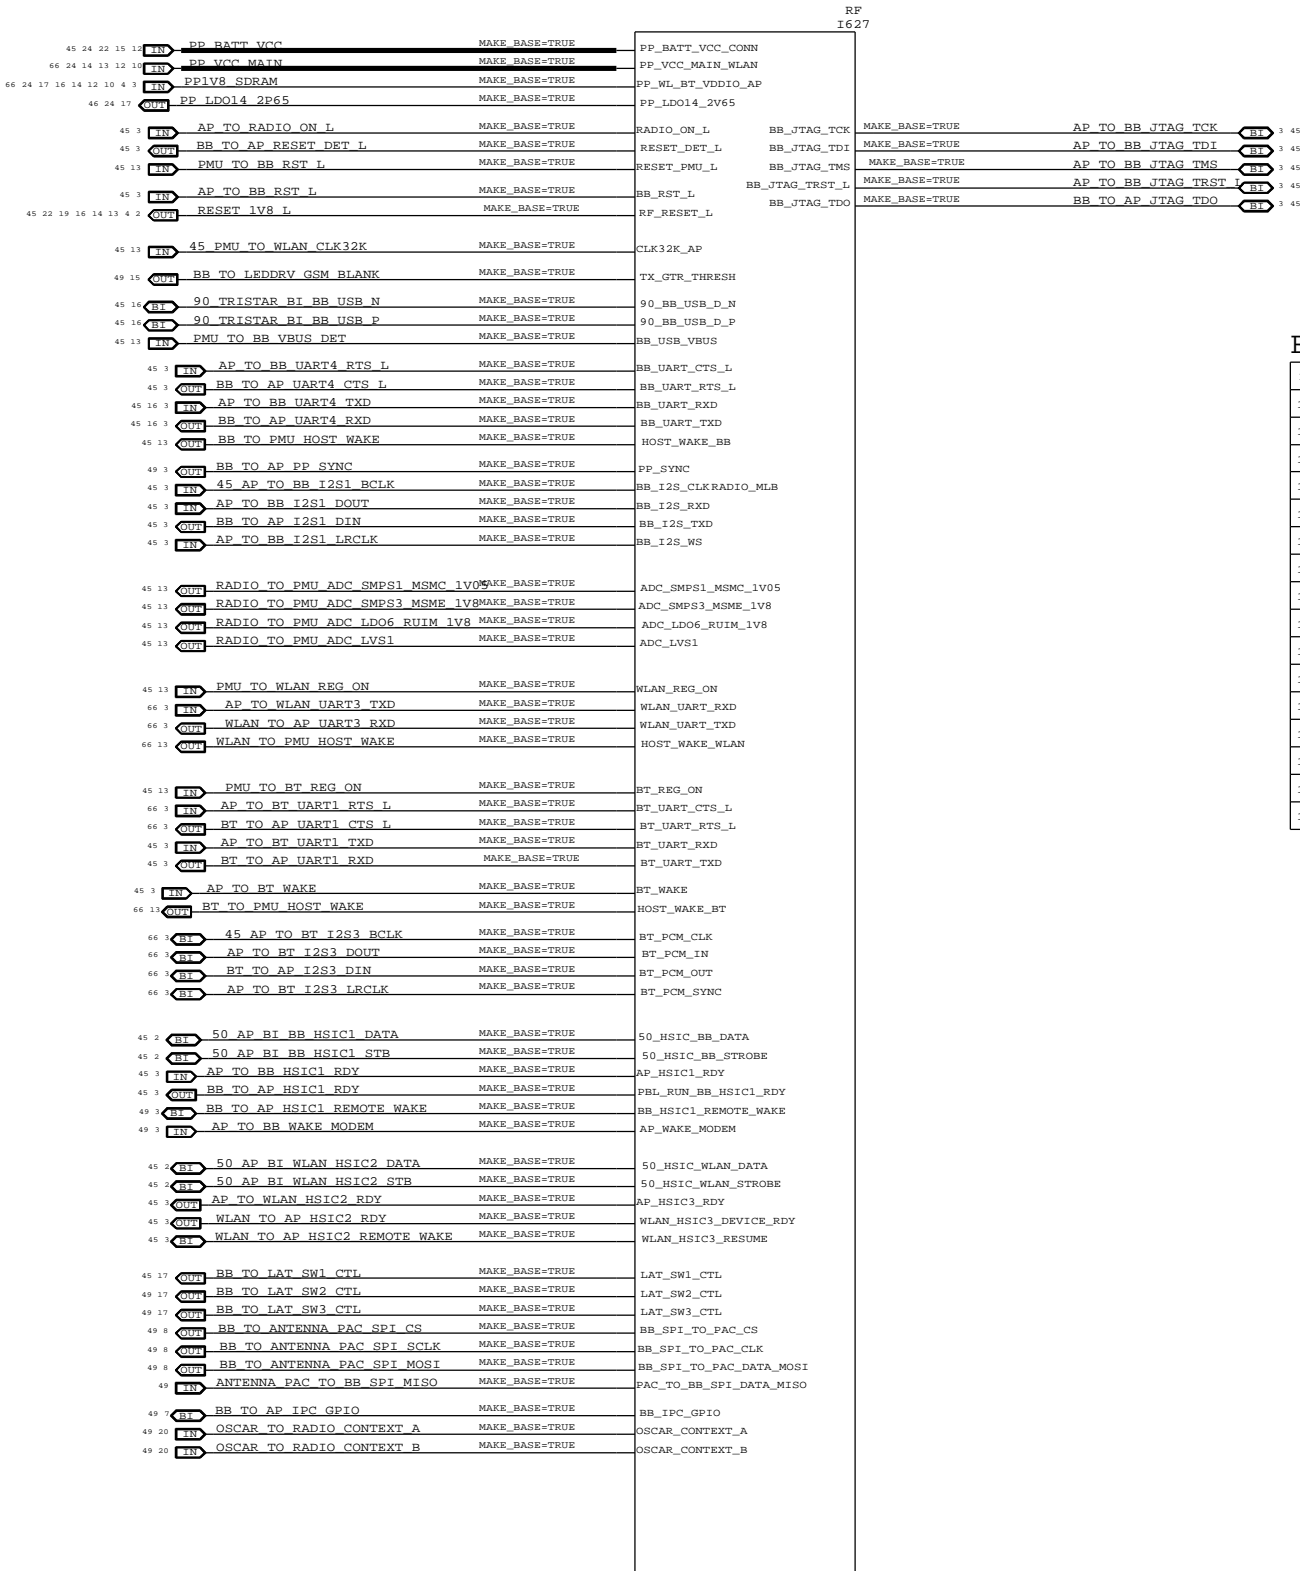 RF
I627
45 24 22 15 12 IN PP_BATT_VCC MAKE_BASE=TRUE PP_BATT_VCC_CONN
66 24 14 13 12 10 IN PP_VCC_MAIN MAKE_BASE=TRUE PP_VCC_MAIN_WLAN
66 24 17 16 14 12 10 4 3 IN PP1V8_SDRAM MAKE_BASE=TRUE PP_WL_BT_VDDIO_AP
46 24 17 OUT PP_LDO14_2P65 MAKE_BASE=TRUE PP_LDO14_2V65
45 3 IN AP_TO_RADIO_ON_L MAKE_BASE=TRUE RADIO_ON_L BB_JTAG_TCK MAKE_BASE=TRUE AP_TO_BB_JTAG_TCK BI 3 45
45 3 OUT BB_TO_AP_RESET_DET_L MAKE_BASE=TRUE RESET_DET_L BB_JTAG_TDI MAKE_BASE=TRUE AP_TO_BB_JTAG_TDI BI 3 45
45 13 IN PMU_TO_BB_RST_L MAKE_BASE=TRUE RESET_PMU_L BB_JTAG_TMS MAKE_BASE=TRUE AP_TO_BB_JTAG_TMS BI 3 45
BB_JTAG_TRST_L MAKE_BASE=TRUE AP_TO_BB_JTAG_TRST_L BI 3 45
45 3 IN AP_TO_BB_RST_L MAKE_BASE=TRUE BB_RST_L BB_JTAG_TDO MAKE_BASE=TRUE BB_TO_AP_JTAG_TDO BI 3 45
45 22 19 16 14 13 4 2 OUT RESET_1V8_L MAKE_BASE=TRUE RF_RESET_L
45 13 IN 45_PMU_TO_WLAN_CLK32K MAKE_BASE=TRUE CLK32K_AP
49 15 OUT BB_TO_LEDDRV_GSM_BLANK MAKE_BASE=TRUE TX_GTR_THRESH
45 16 BI 90_TRISTAR_BI_BB_USB_N MAKE_BASE=TRUE 90_BB_USB_D_N
45 16 BI 90_TRISTAR_BI_BB_USB_P MAKE_BASE=TRUE 90_BB_USB_D_P
45 13 IN PMU_TO_BB_VBUS_DET MAKE_BASE=TRUE BB_USB_VBUS
45 3 IN AP_TO_BB_UART4_RTS_L MAKE_BASE=TRUE BB_UART_CTS_L
45 3 OUT BB_TO_AP_UART4_CTS_L MAKE_BASE=TRUE BB_UART_RTS_L
45 16 3 IN AP_TO_BB_UART4_TXD MAKE_BASE=TRUE BB_UART_RXD
45 16 3 OUT BB_TO_AP_UART4_RXD MAKE_BASE=TRUE BB_UART_TXD
45 13 OUT BB_TO_PMU_HOST_WAKE MAKE_BASE=TRUE HOST_WAKE_BB
49 3 OUT BB_TO_AP_PP_SYNC MAKE_BASE=TRUE PP_SYNC
45 3 IN 45_AP_TO_BB_I2S1_BCLK MAKE_BASE=TRUE BB_I2S_CLK RADIO_MLB
45 3 IN AP_TO_BB_I2S1_DOUT MAKE_BASE=TRUE BB_I2S_RXD
45 3 OUT BB_TO_AP_I2S1_DIN MAKE_BASE=TRUE BB_I2S_TXD
45 3 IN AP_TO_BB_I2S1_LRCLK MAKE_BASE=TRUE BB_I2S_WS
45 13 OUT RADIO_TO_PMU_ADC_SMPS1_MSMC_1V05 MAKE_BASE=TRUE ADC_SMPS1_MSMC_1V05
45 13 OUT RADIO_TO_PMU_ADC_SMPS3_MSME_1V8 MAKE_BASE=TRUE ADC_SMPS3_MSME_1V8
45 13 OUT RADIO_TO_PMU_ADC_LDO6_RUIM_1V8 MAKE_BASE=TRUE ADC_LDO6_RUIM_1V8
45 13 OUT RADIO_TO_PMU_ADC_LVS1 MAKE_BASE=TRUE ADC_LVS1
45 13 IN PMU_TO_WLAN_REG_ON MAKE_BASE=TRUE WLAN_REG_ON
66 3 IN AP_TO_WLAN_UART3_TXD MAKE_BASE=TRUE WLAN_UART_RXD
66 3 OUT WLAN_TO_AP_UART3_RXD MAKE_BASE=TRUE WLAN_UART_TXD
66 13 OUT WLAN_TO_PMU_HOST_WAKE MAKE_BASE=TRUE HOST_WAKE_WLAN
45 13 IN PMU_TO_BT_REG_ON MAKE_BASE=TRUE BT_REG_ON
66 3 IN AP_TO_BT_UART1_RTS_L MAKE_BASE=TRUE BT_UART_CTS_L
66 3 OUT BT_TO_AP_UART1_CTS_L MAKE_BASE=TRUE BT_UART_RTS_L
45 3 IN AP_TO_BT_UART1_TXD MAKE_BASE=TRUE BT_UART_RXD
45 3 OUT BT_TO_AP_UART1_RXD MAKE_BASE=TRUE BT_UART_TXD
45 3 IN AP_TO_BT_WAKE MAKE_BASE=TRUE BT_WAKE
66 13 OUT BT_TO_PMU_HOST_WAKE MAKE_BASE=TRUE HOST_WAKE_BT
66 3 BI 45_AP_TO_BT_I2S3_BCLK MAKE_BASE=TRUE BT_PCM_CLK
66 3 BI AP_TO_BT_I2S3_DOUT MAKE_BASE=TRUE BT_PCM_IN
66 3 BI BT_TO_AP_I2S3_DIN MAKE_BASE=TRUE BT_PCM_OUT
66 3 BI AP_TO_BT_I2S3_LRCLK MAKE_BASE=TRUE BT_PCM_SYNC
45 2 BI 50_AP_BI_BB_HSIC1_DATA MAKE_BASE=TRUE 50_HSIC_BB_DATA
45 2 BI 50_AP_BI_BB_HSIC1_STB MAKE_BASE=TRUE 50_HSIC_BB_STROBE
45 3 IN AP_TO_BB_HSIC1_RDY MAKE_BASE=TRUE AP_HSIC1_RDY
45 3 OUT BB_TO_AP_HSIC1_RDY MAKE_BASE=TRUE PBL_RUN_BB_HSIC1_RDY
49 3 BI BB_TO_AP_HSIC1_REMOTE_WAKE MAKE_BASE=TRUE BB_HSIC1_REMOTE_WAKE
49 3 IN AP_TO_BB_WAKE_MODEM MAKE_BASE=TRUE AP_WAKE_MODEM
45 2 BI 50_AP_BI_WLAN_HSIC2_DATA MAKE_BASE=TRUE 50_HSIC_WLAN_DATA
45 2 BI 50_AP_BI_WLAN_HSIC2_STB MAKE_BASE=TRUE 50_HSIC_WLAN_STROBE
45 3 OUT AP_TO_WLAN_HSIC2_RDY MAKE_BASE=TRUE AP_HSIC3_RDY
45 3 OUT WLAN_TO_AP_HSIC2_RDY MAKE_BASE=TRUE WLAN_HSIC3_DEVICE_RDY
45 3 BI WLAN_TO_AP_HSIC2_REMOTE_WAKE MAKE_BASE=TRUE WLAN_HSIC3_RESUME
45 17 OUT BB_TO_LAT_SW1_CTL MAKE_BASE=TRUE LAT_SW1_CTL
49 17 OUT BB_TO_LAT_SW2_CTL MAKE_BASE=TRUE LAT_SW2_CTL
49 17 OUT BB_TO_LAT_SW3_CTL MAKE_BASE=TRUE LAT_SW3_CTL
49 8 OUT BB_TO_ANTENNA_PAC_SPI_CS MAKE_BASE=TRUE BB_SPI_TO_PAC_CS
49 8 OUT BB_TO_ANTENNA_PAC_SPI_SCLK MAKE_BASE=TRUE BB_SPI_TO_PAC_CLK
49 8 OUT BB_TO_ANTENNA_PAC_SPI_MOSI MAKE_BASE=TRUE BB_SPI_TO_PAC_DATA_MOSI
49 IN ANTENNA_PAC_TO_BB_SPI_MISO MAKE_BASE=TRUE PAC_TO_BB_SPI_DATA_MISO
49 7 BI BB_TO_AP_IPC_GPIO MAKE_BASE=TRUE BB_IPC_GPIO
49 20 IN OSCAR_TO_RADIO_CONTEXT_A MAKE_BASE=TRUE OSCAR_CONTEXT_A
49 20 IN OSCAR_TO_RADIO_CONTEXT_B MAKE_BASE=TRUE OSCAR_CONTEXT_B